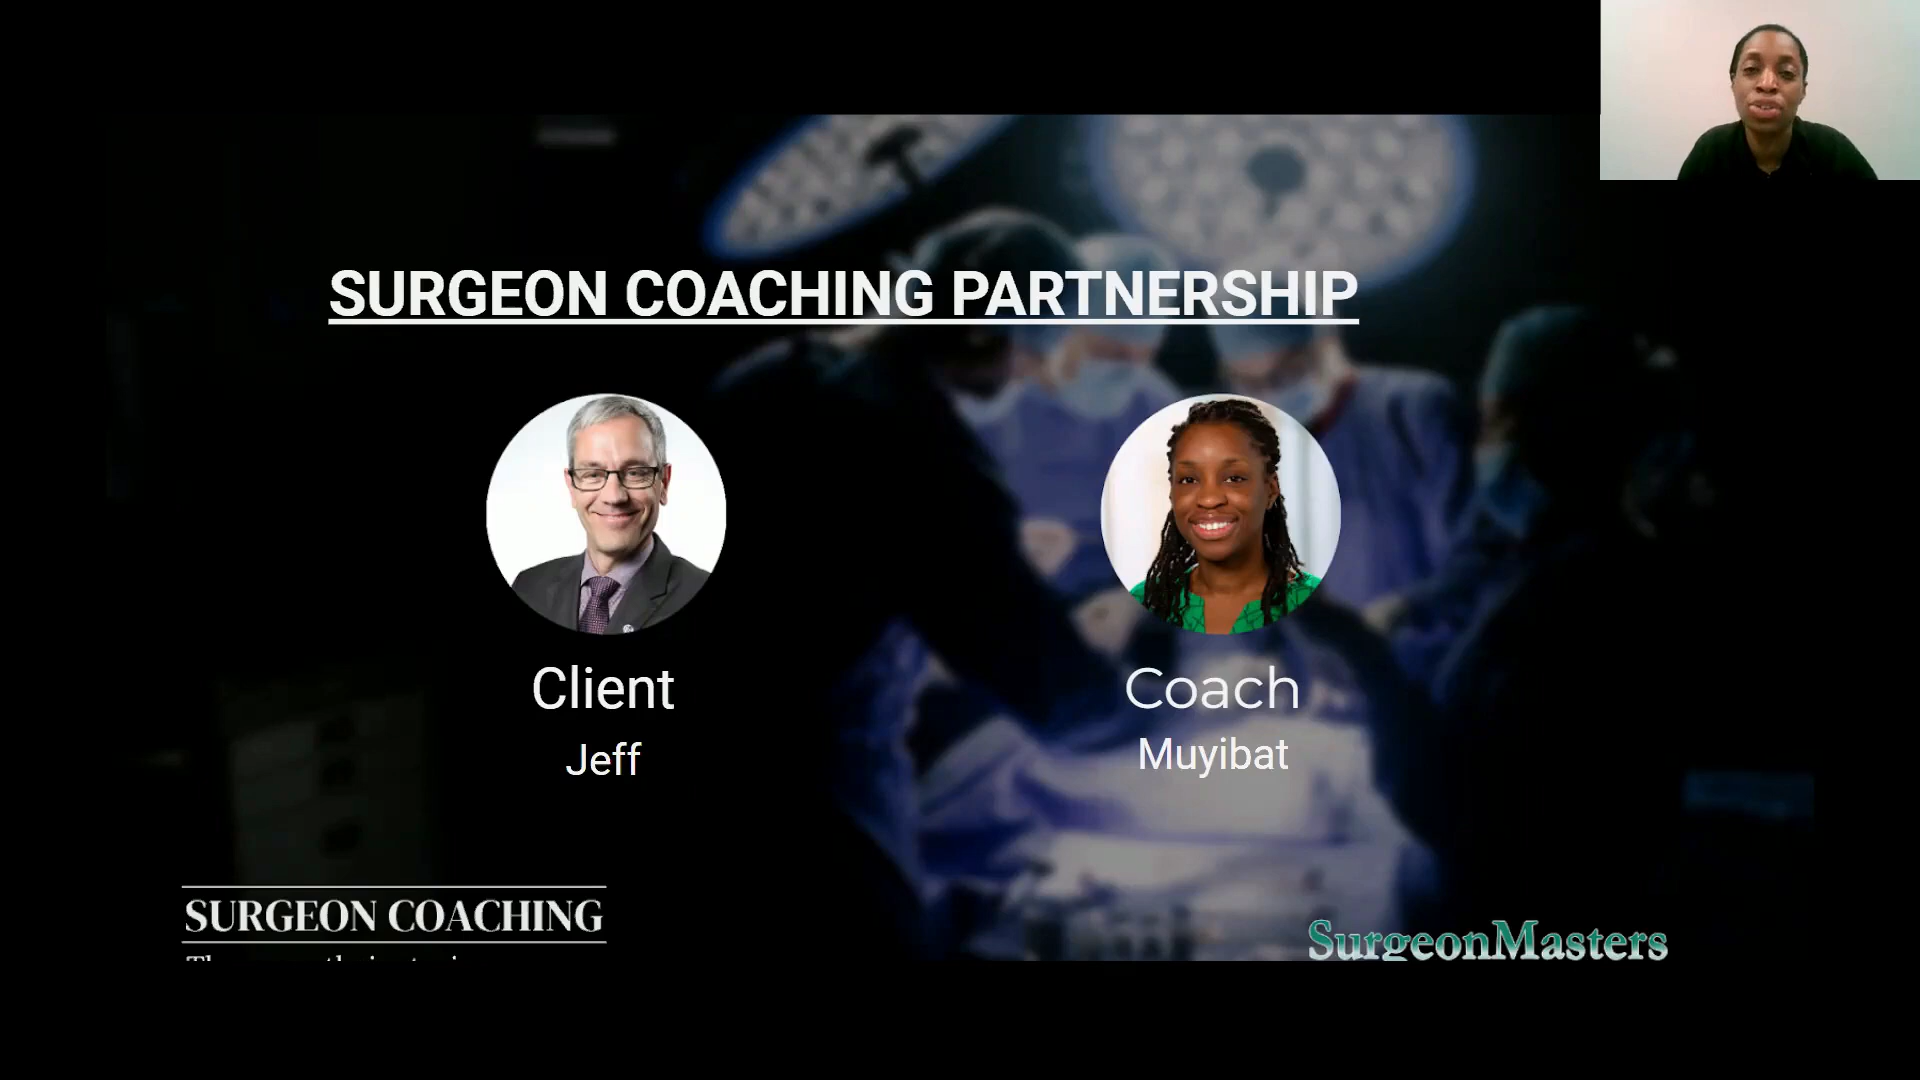 SURGEON COACHING PARTNERSHIP
Client
Coach
Jeff
Muyibat
SURGEON COACHING
SurgeonMasters